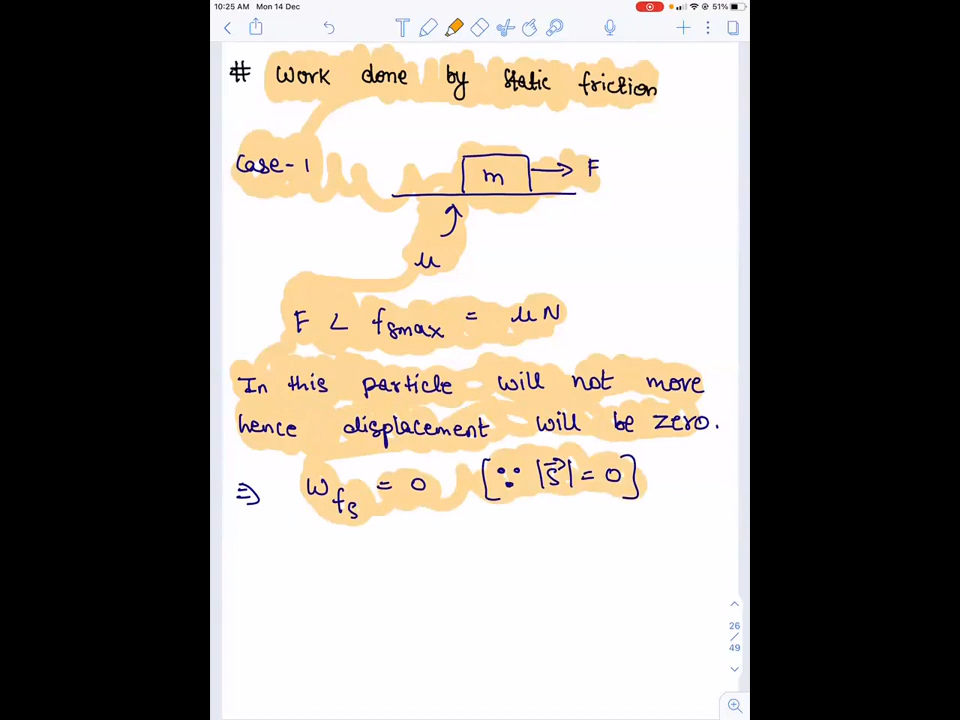 10:25 AM Mon 14 Dec
51%
T
# Work done by static friction
Case-1
m → F
μ
F < fsmax = μN
In this particle will not move
hence displacement will be zero.
⇒ Wfs = 0 [∵ |s⃗| = 0]
26
/
49